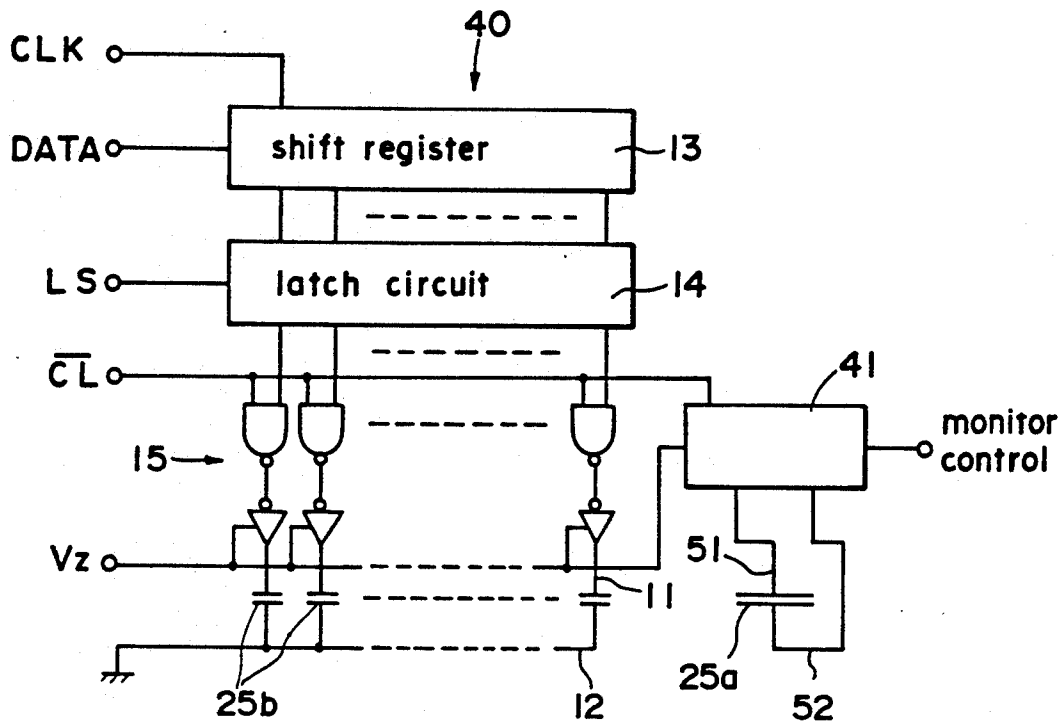 40
CLK
DATA
shift register
13
LS
latch circuit
14
C̅L̅
41
monitor
control
15
Vz
51
11
25b
12
25a
52